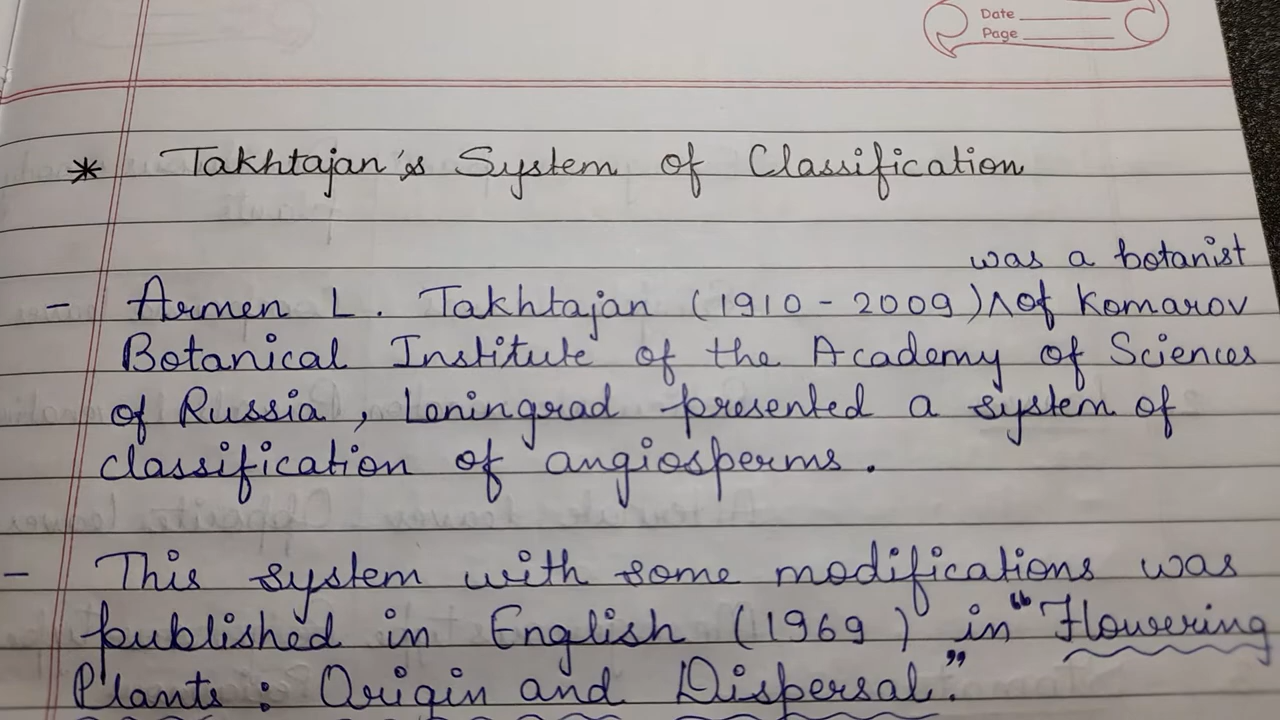 Date
Page
* Takhtajan's System of Classification
was a botanist
- Armen L. Takhtajan (1910 - 2009) ∧ of Komarov
Botanical Institute of the Academy of Sciences
of Russia, Leningrad presented a system of
classification of angiosperms.
- This system with some modifications was
published in English (1969) in "Flowering
Plants : Origin and Dispersal."